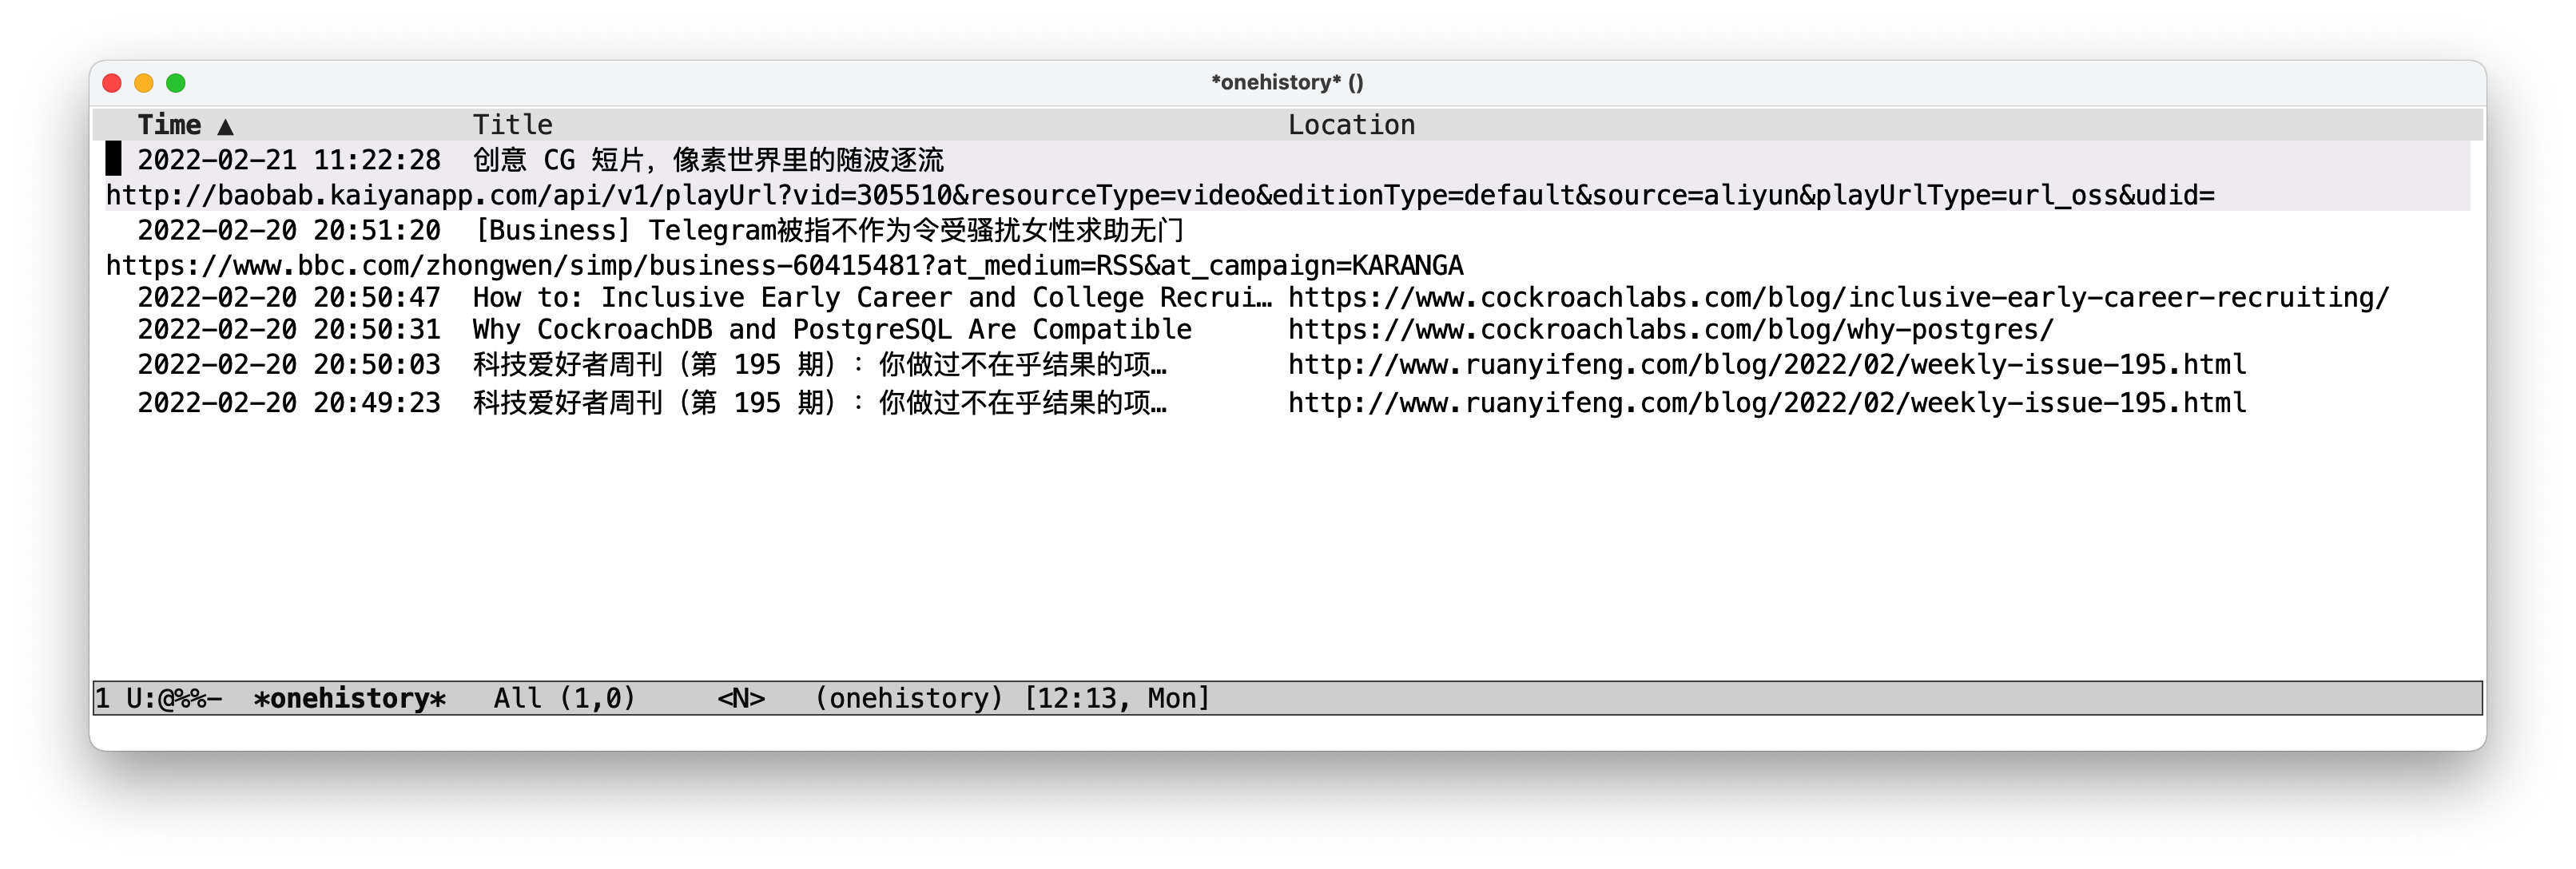 *onehistory* ()
Time ▲ Title Location
2022-02-21 11:22:28 创意 CG 短片，像素世界里的随波逐流
http://baobab.kaiyanapp.com/api/v1/playUrl?vid=305510&resourceType=video&editionType=default&source=aliyun&playUrlType=url_oss&udid=
2022-02-20 20:51:20 [Business] Telegram被指不作为令受骚扰女性求助无门
https://www.bbc.com/zhongwen/simp/business-60415481?at_medium=RSS&at_campaign=KARANGA
2022-02-20 20:50:47 How to: Inclusive Early Career and College Recrui… https://www.cockroachlabs.com/blog/inclusive-early-career-recruiting/
2022-02-20 20:50:31 Why CockroachDB and PostgreSQL Are Compatible https://www.cockroachlabs.com/blog/why-postgres/
2022-02-20 20:50:03 科技爱好者周刊（第 195 期）：你做过不在乎结果的项… http://www.ruanyifeng.com/blog/2022/02/weekly-issue-195.html
2022-02-20 20:49:23 科技爱好者周刊（第 195 期）：你做过不在乎结果的项… http://www.ruanyifeng.com/blog/2022/02/weekly-issue-195.html
1 U:@%%- *onehistory* All (1,0) <N> (onehistory) [12:13, Mon]